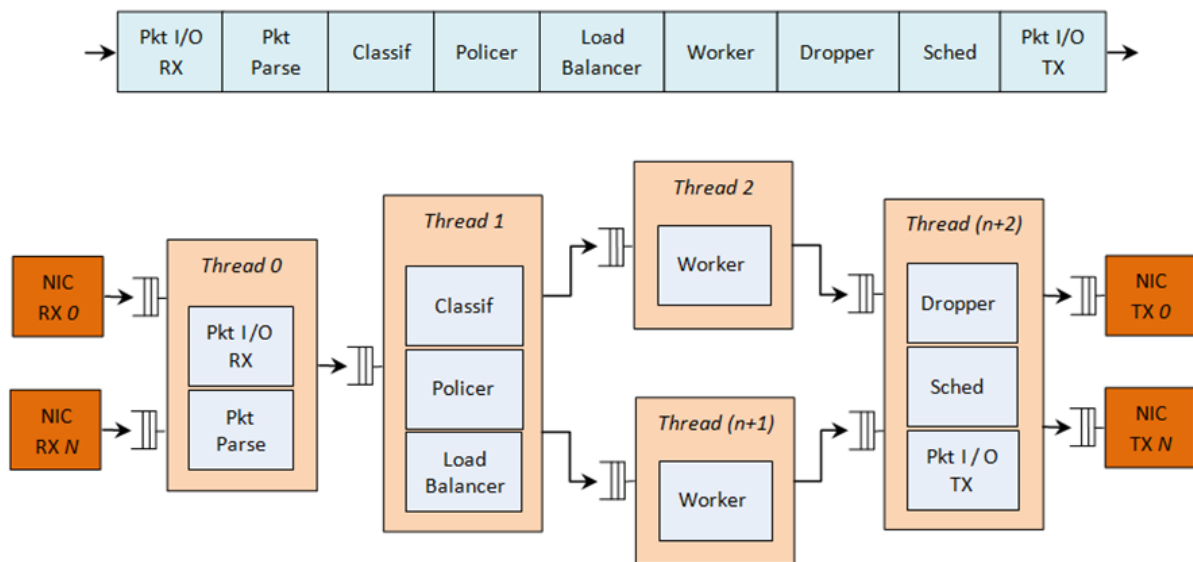 Pkt I/O
RX
Pkt
Parse
Classif
Policer
Load
Balancer
Worker
Dropper
Sched
Pkt I/O
TX
NIC
RX 0
NIC
RX N
Thread 0
Pkt I/O
RX
Pkt
Parse
Thread 1
Classif
Policer
Load
Balancer
Thread 2
Worker
Thread (n+1)
Worker
Thread (n+2)
Dropper
Sched
Pkt I / O
TX
NIC
TX 0
NIC
TX N